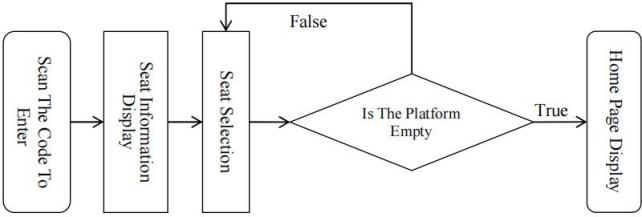 Scan The Code To
Enter
Seat Information
Display
Seat Selection
False
Is The Platform
Empty
True
Home Page Display